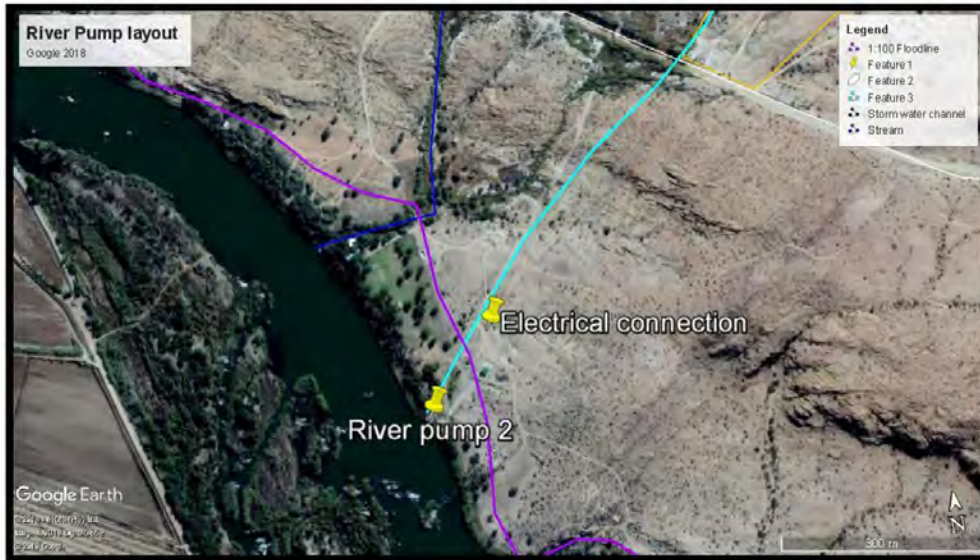 River Pump layout
Google 2018
Legend
1:100 Floodline
Feature 1
Feature 2
Feature 3
Storm water channel
Stream
Electrical connection
River pump 2
Google Earth
N
300 m